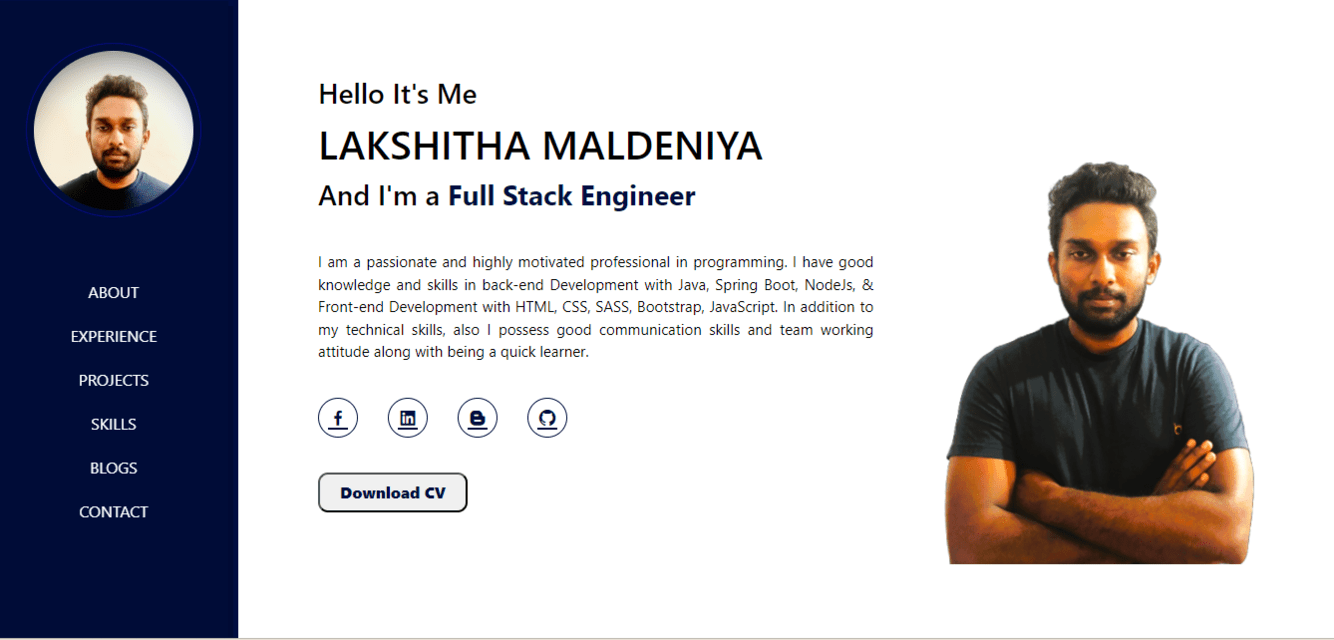 ABOUT
EXPERIENCE
PROJECTS
SKILLS
BLOGS
CONTACT
Hello It's Me
LAKSHITHA MALDENIYA
And I'm a Full Stack Engineer
I am a passionate and highly motivated professional in programming. I have good
knowledge and skills in back-end Development with Java, Spring Boot, NodeJs, &
Front-end Development with HTML, CSS, SASS, Bootstrap, JavaScript. In addition to
my technical skills, also I possess good communication skills and team working
attitude along with being a quick learner.
Download CV